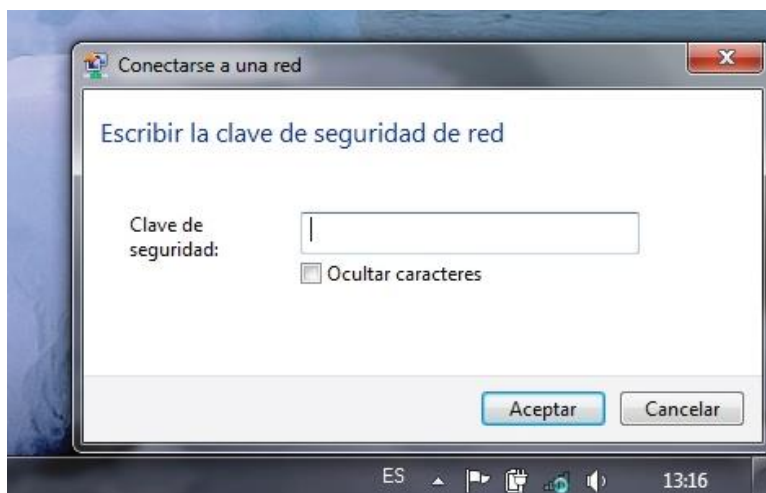 Conectarse a una red
Escribir la clave de seguridad de red
Clave de
seguridad:
Ocultar caracteres
Aceptar
Cancelar
ES
13:16